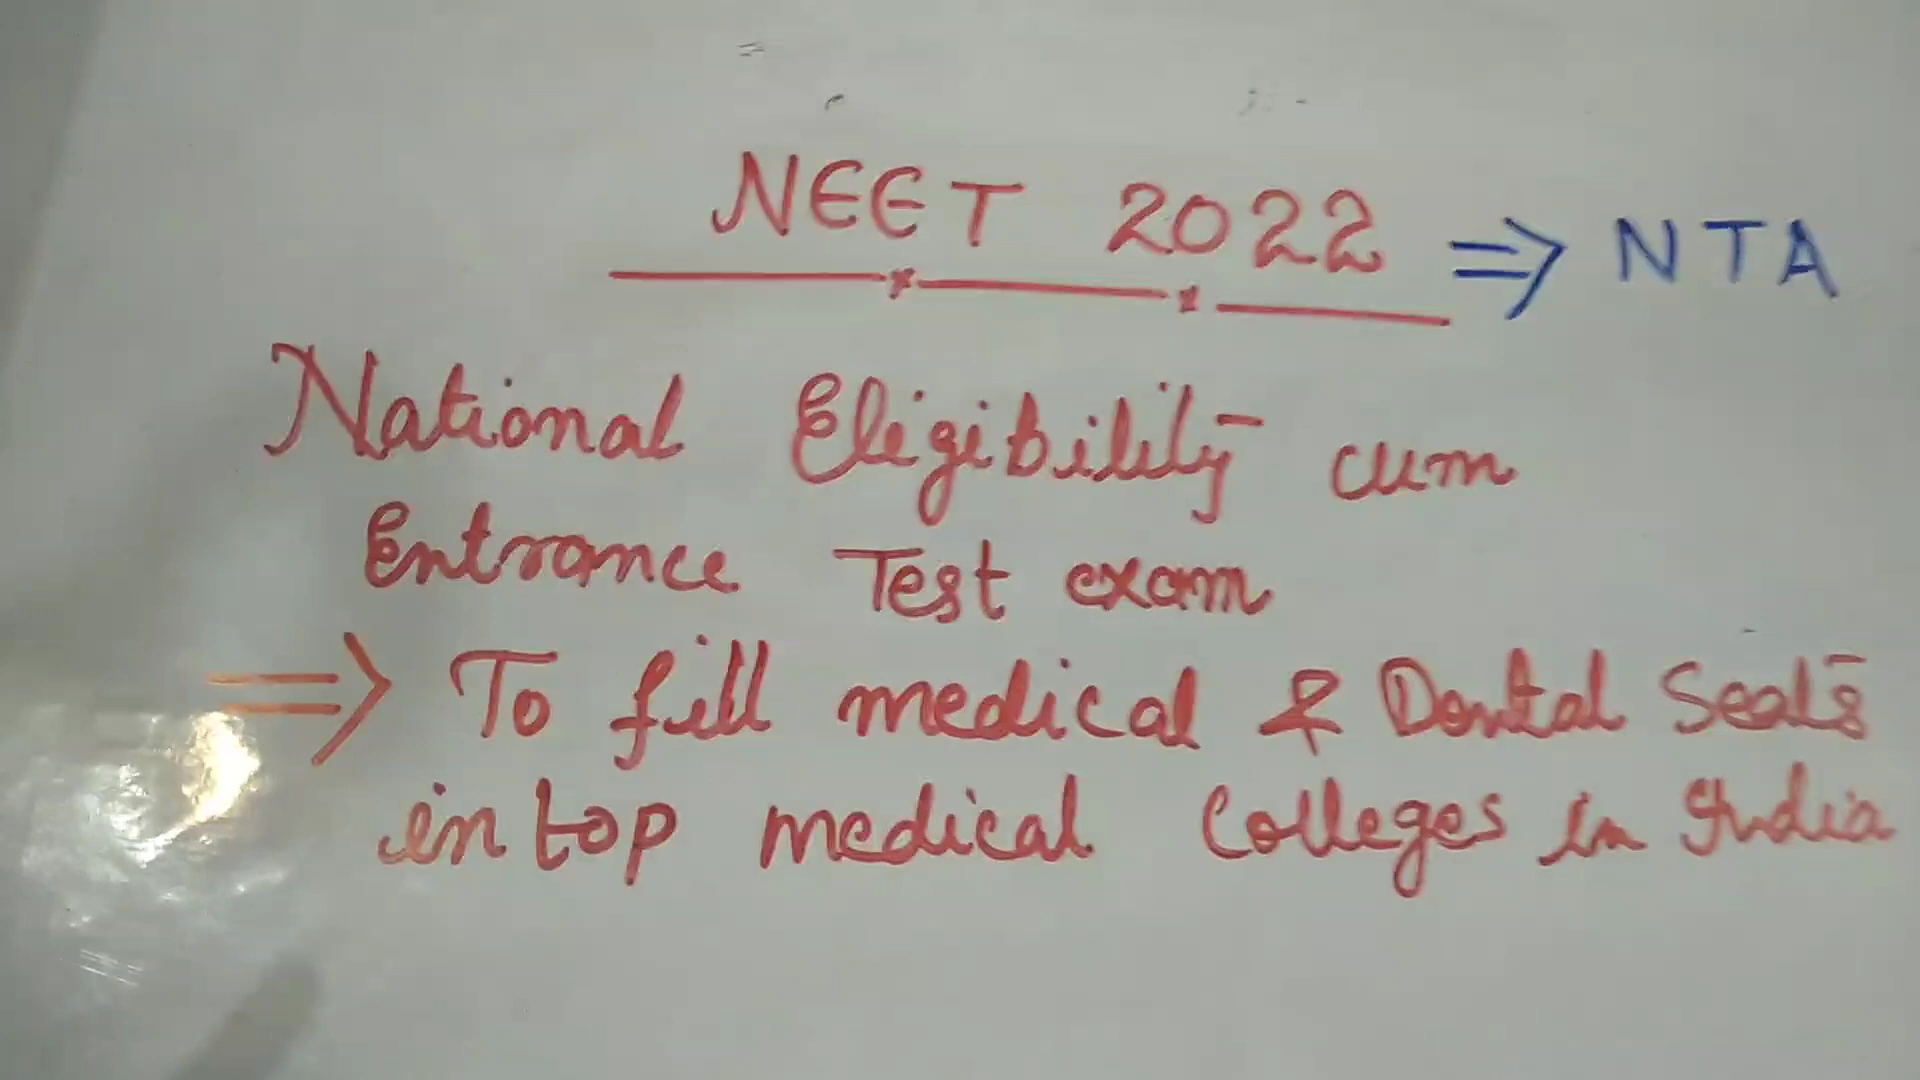 NEET 2022 ⇒ NTA
National Eligibility cum
Entrance Test exam
⇒ To fill medical & Dental Seats
in top medical Colleges in India